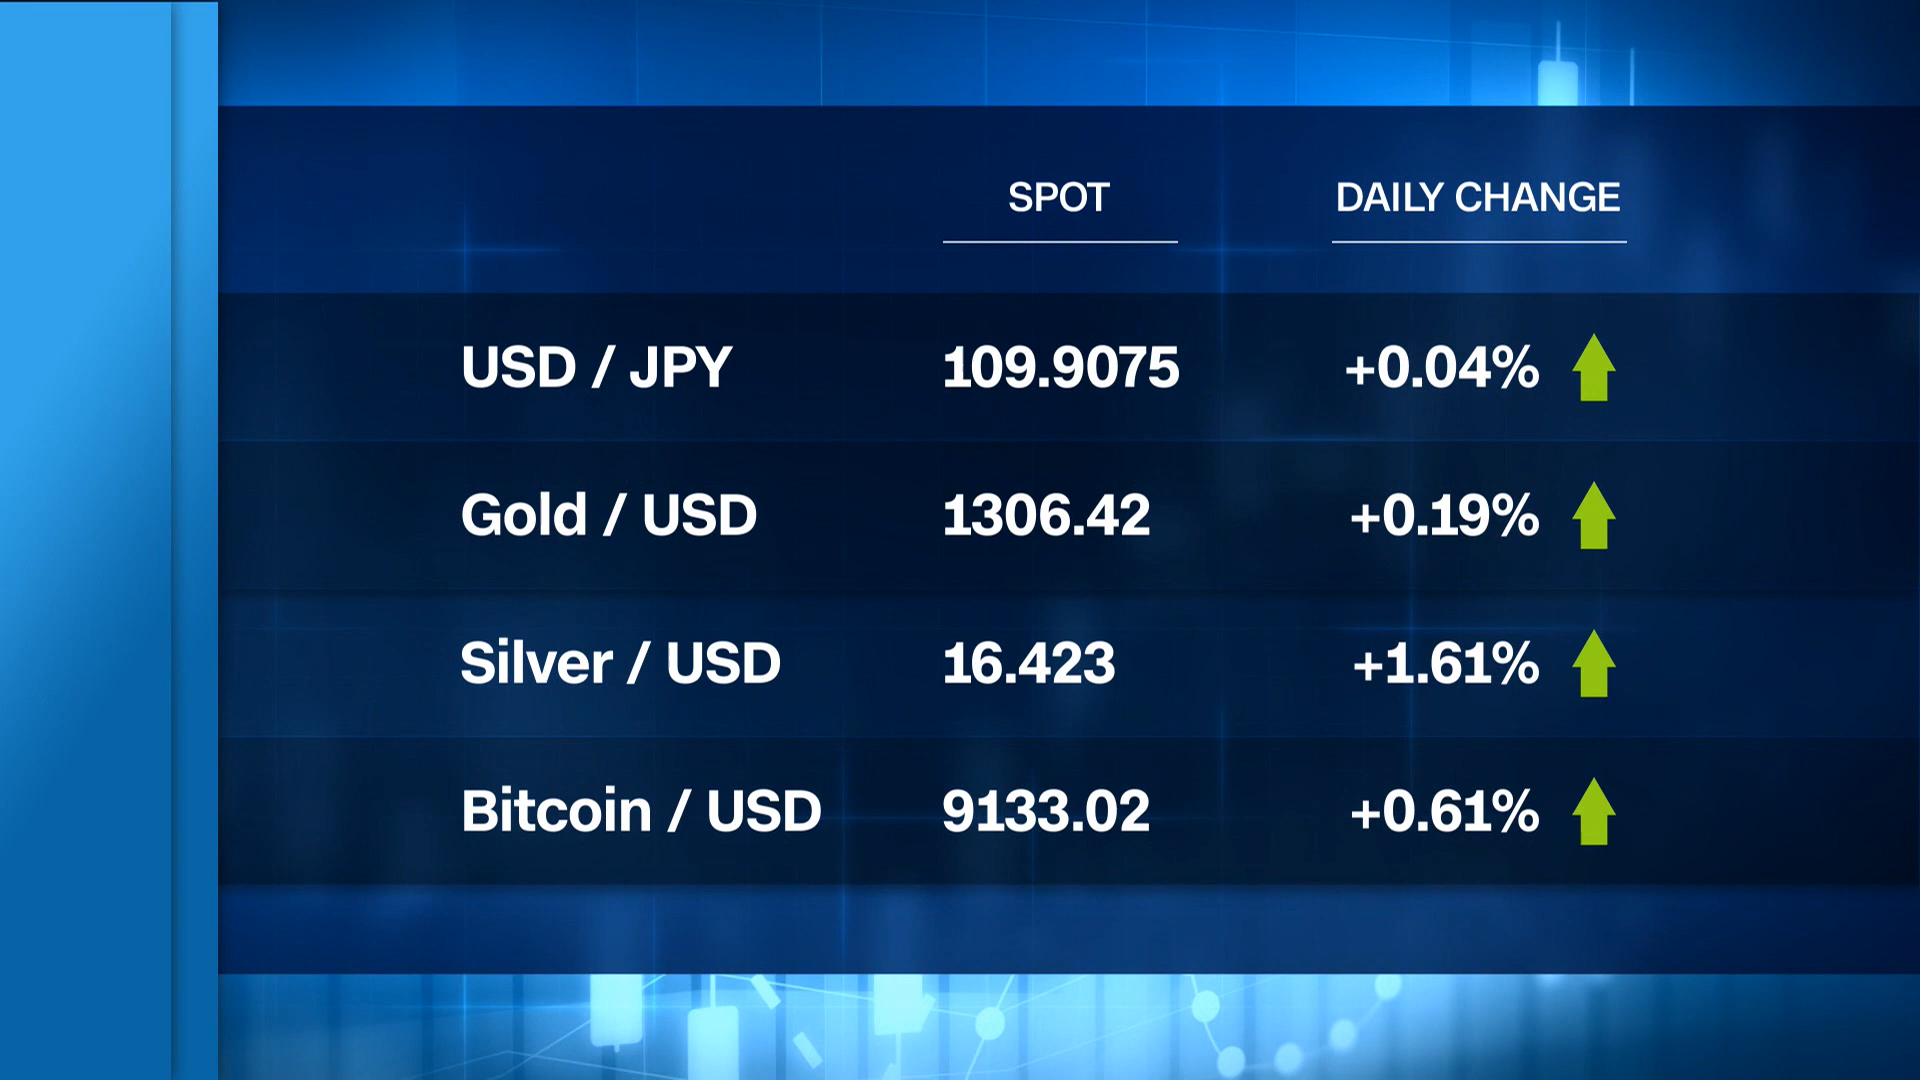 SPOT DAILY CHANGE
USD / JPY 109.9075 +0.04%
Gold / USD 1306.42 +0.19%
Silver / USD 16.423 +1.61%
Bitcoin / USD 9133.02 +0.61%